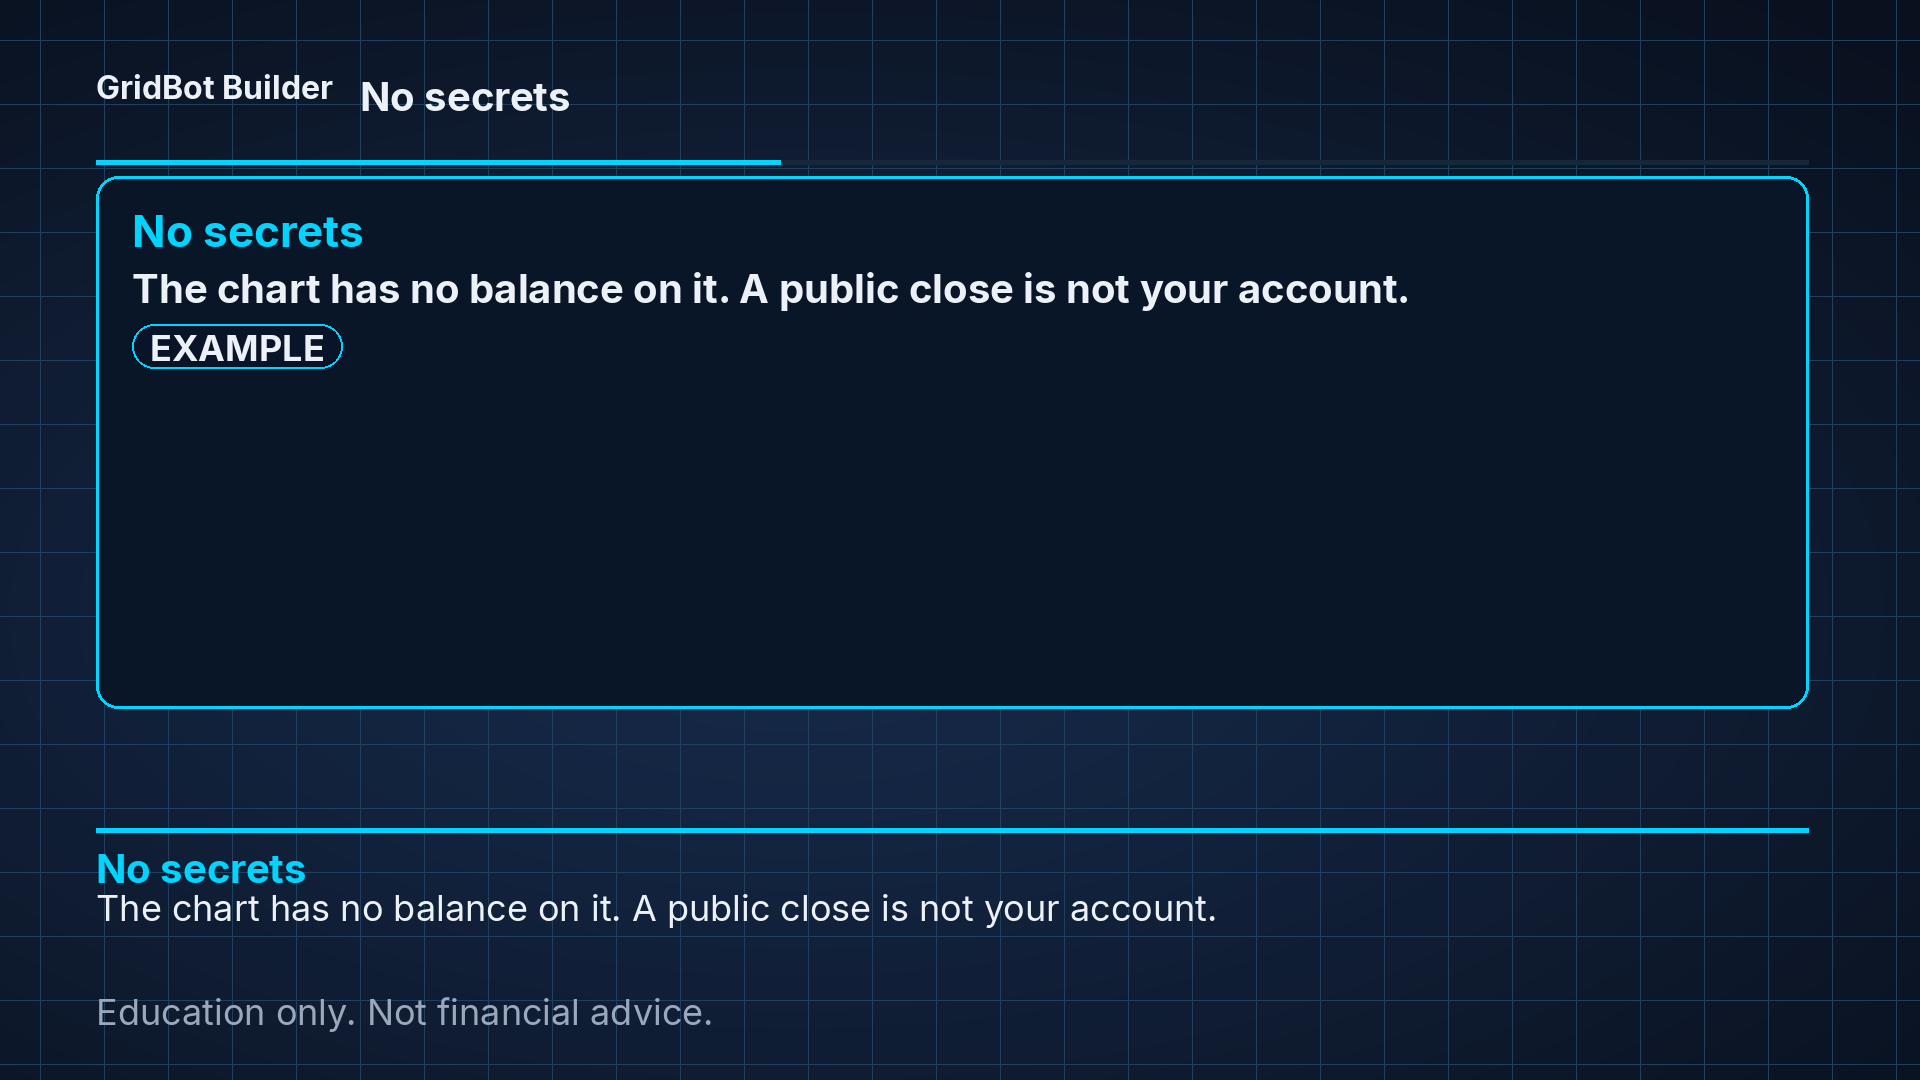 GridBot Builder
No secrets
No secrets
The chart has no balance on it. A public close is not your account.
EXAMPLE
No secrets
The chart has no balance on it. A public close is not your account.
Education only. Not financial advice.